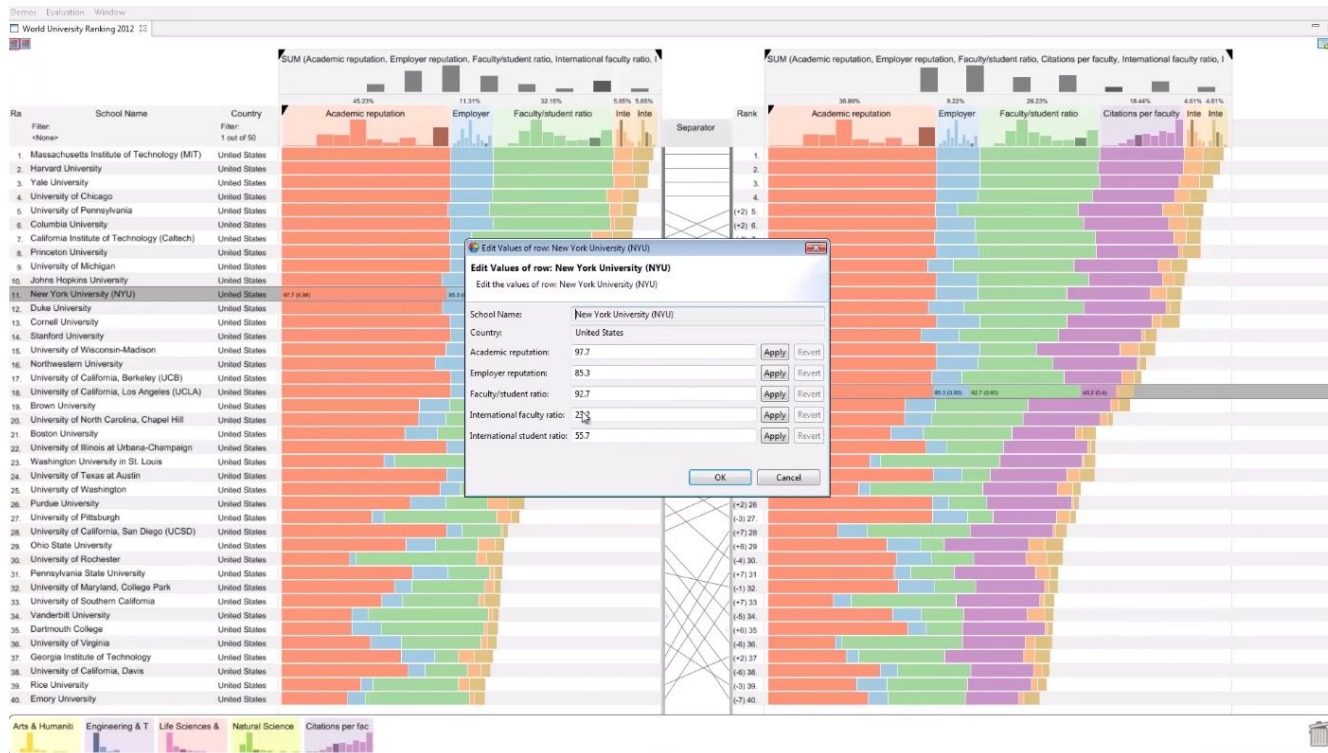 Demos Evaluation Window
World University Ranking 2012
SUM (Academic reputation, Employer reputation, Faculty/student ratio, International faculty ratio, I
SUM (Academic reputation, Employer reputation, Faculty/student ratio, Citations per faculty, International faculty ratio, I
45.23% 11.31% 32.16% 5.65% 5.65%
36.89% 9.22% 26.23% 18.44% 4.61% 4.61%
Ra School Name Country Academic reputation Employer Faculty/student ratio Inte Inte
Separator
Rank Academic reputation Employer Faculty/student ratio Citations per faculty Inte Inte
Filter: Filter:
<None> 1 out of 50
1. Massachusetts Institute of Technology (MIT) United States 1.
2. Harvard University United States 2.
3. Yale University United States 3.
4. University of Chicago United States 4.
5. University of Pennsylvania United States (+2) 5.
6. Columbia University United States (+2) 6.
7. California Institute of Technology (Caltech) United States
8. Princeton University United States
9. University of Michigan United States
10. Johns Hopkins University United States
11. New York University (NYU) United States 97.7 (0.98)
12. Duke University United States
13. Cornell University United States
14. Stanford University United States
15. University of Wisconsin-Madison United States
16. Northwestern University United States
17. University of California, Berkeley (UCB) United States
18. University of California, Los Angeles (UCLA) United States 92.7 (0.93)
19. Brown University United States
20. University of North Carolina, Chapel Hill United States
21. Boston University United States
22. University of Illinois at Urbana-Champaign United States
23. Washington University in St. Louis United States
24. University of Texas at Austin United States
25. University of Washington United States
26. Purdue University United States (+2) 26
27. University of Pittsburgh United States (-3) 27.
28. University of California, San Diego (UCSD) United States (+7) 28
29. Ohio State University United States (+8) 29
30. University of Rochester United States (-4) 30.
31. Pennsylvania State University United States (+7) 31
32. University of Maryland, College Park United States (-1) 32.
33. University of Southern California United States (+7) 33
34. Vanderbilt University United States (-5) 34.
35. Dartmouth College United States (+6) 35
36. University of Virginia United States (-6) 36.
37. Georgia Institute of Technology United States (+2) 37
38. University of California, Davis United States (-6) 38.
39. Rice University United States (-3) 39.
40. Emory University United States (-7) 40.
Edit Values of row: New York University (NYU)
Edit Values of row: New York University (NYU)
Edit the values of row: New York University (NYU)
School Name: New York University (NYU)
Country: United States
Academic reputation: 97.7 Apply Revert
Employer reputation: 85.3 Apply Revert
Faculty/student ratio: 92.7 Apply Revert
International faculty ratio: Apply Revert
International student ratio: 55.7 Apply Revert
OK Cancel
Arts & Humaniti Engineering & T Life Sciences & Natural Science Citations per fac